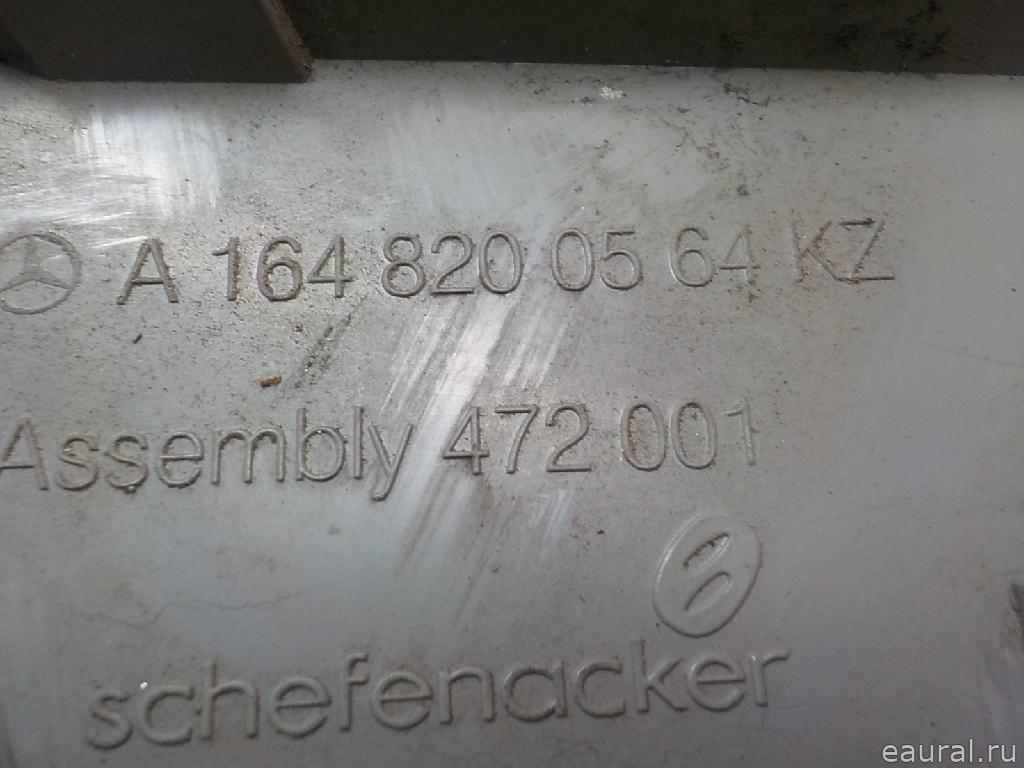 A 164 820 05 64 KZ
Assembly 472 001
schefenacker
eaural.ru